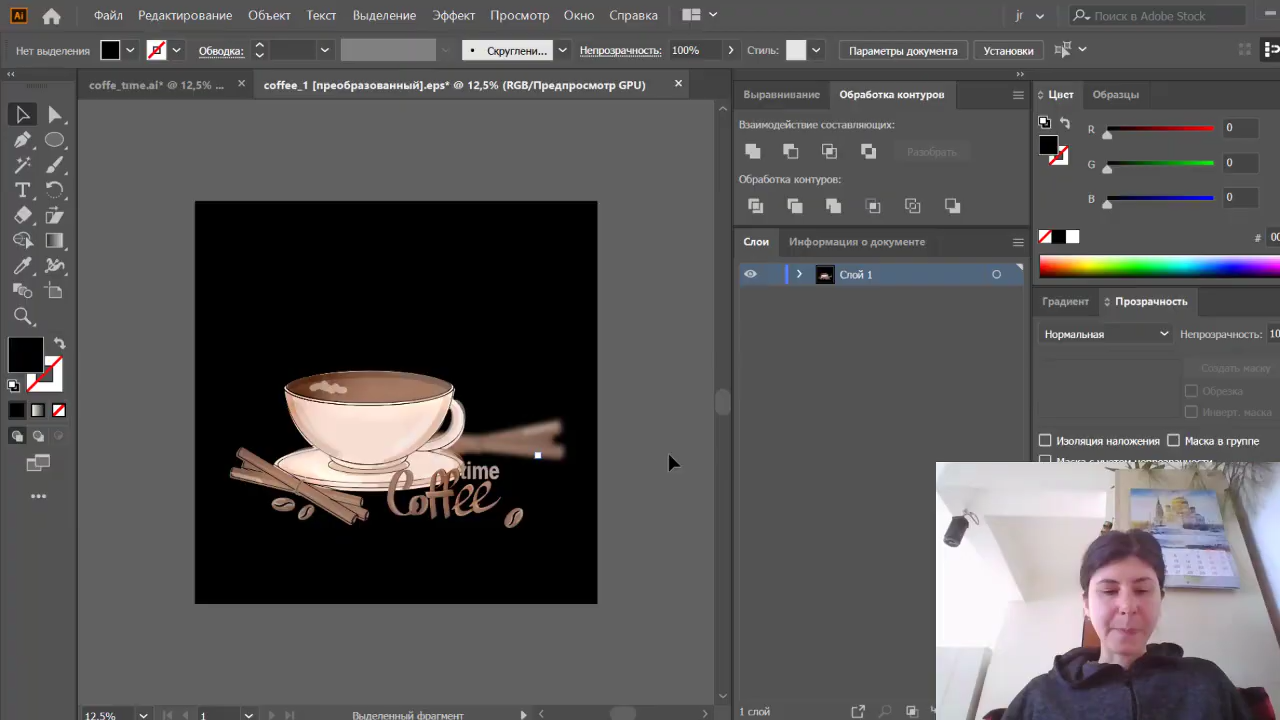 Ai
Файл Редактирование Объект Текст Выделение Эффект Просмотр Окно Справка
jr
Поиск в Adobe Stock
Нет выделения
Обводка:
Скруглени...
Непрозрачность: 100%
Стиль:
Параметры документа
Установки
coffe_time.ai* @ 12,5% ...
coffee_1 [преобразованный].eps* @ 12,5% (RGB/Предпросмотр GPU)
Выравнивание
Обработка контуров
Взаимодействие составляющих:
Разобрать
Обработка контуров:
Слои
Информация о документе
Слой 1
Цвет
Образцы
R 0
G 0
B 0
# 00
Градиент
Прозрачность
Нормальная
Непрозрачность: 10
Создать маску
Обрезка
Инверт. маска
Изоляция наложения
Маска в группе
time
Coffee
12,5%
1
Выделенный фрагмент
1 слой